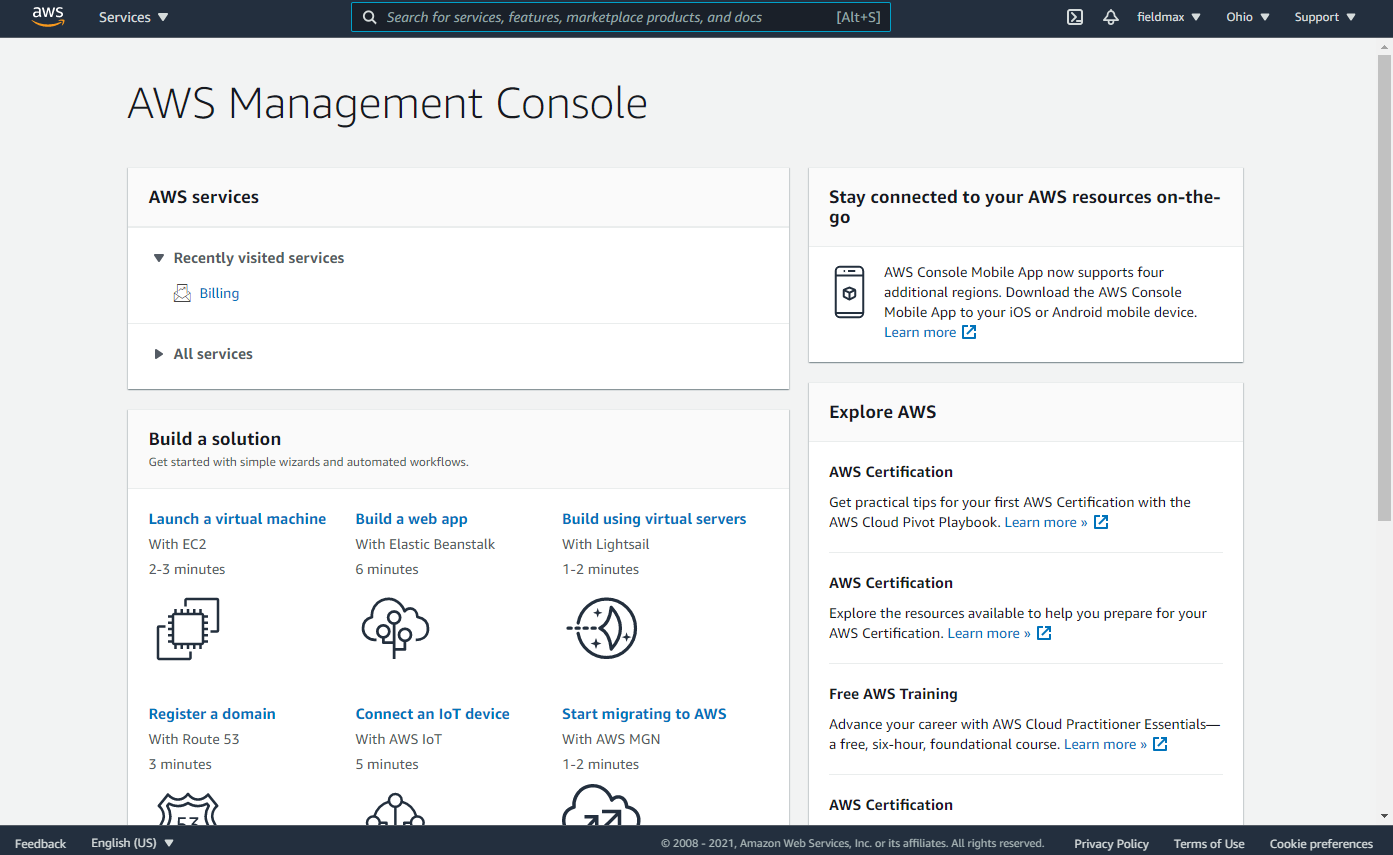 aws
Services
Search for services, features, marketplace products, and docs [Alt+S]
fieldmax
Ohio
Support
AWS Management Console
AWS services
Recently visited services
Billing
All services
Build a solution
Get started with simple wizards and automated workflows.
Launch a virtual machine
With EC2
2-3 minutes
Build a web app
With Elastic Beanstalk
6 minutes
Build using virtual servers
With Lightsail
1-2 minutes
Register a domain
With Route 53
3 minutes
53
Connect an IoT device
With AWS IoT
5 minutes
Start migrating to AWS
With AWS MGN
1-2 minutes
Stay connected to your AWS resources on-the-
go
AWS Console Mobile App now supports four
additional regions. Download the AWS Console
Mobile App to your iOS or Android mobile device.
Learn more
Explore AWS
AWS Certification
Get practical tips for your first AWS Certification with the
AWS Cloud Pivot Playbook. Learn more »
AWS Certification
Explore the resources available to help you prepare for your
AWS Certification. Learn more »
Free AWS Training
Advance your career with AWS Cloud Practitioner Essentials—
a free, six-hour, foundational course. Learn more »
AWS Certification
Feedback
English (US)
© 2008 - 2021, Amazon Web Services, Inc. or its affiliates. All rights reserved.
Privacy Policy
Terms of Use
Cookie preferences